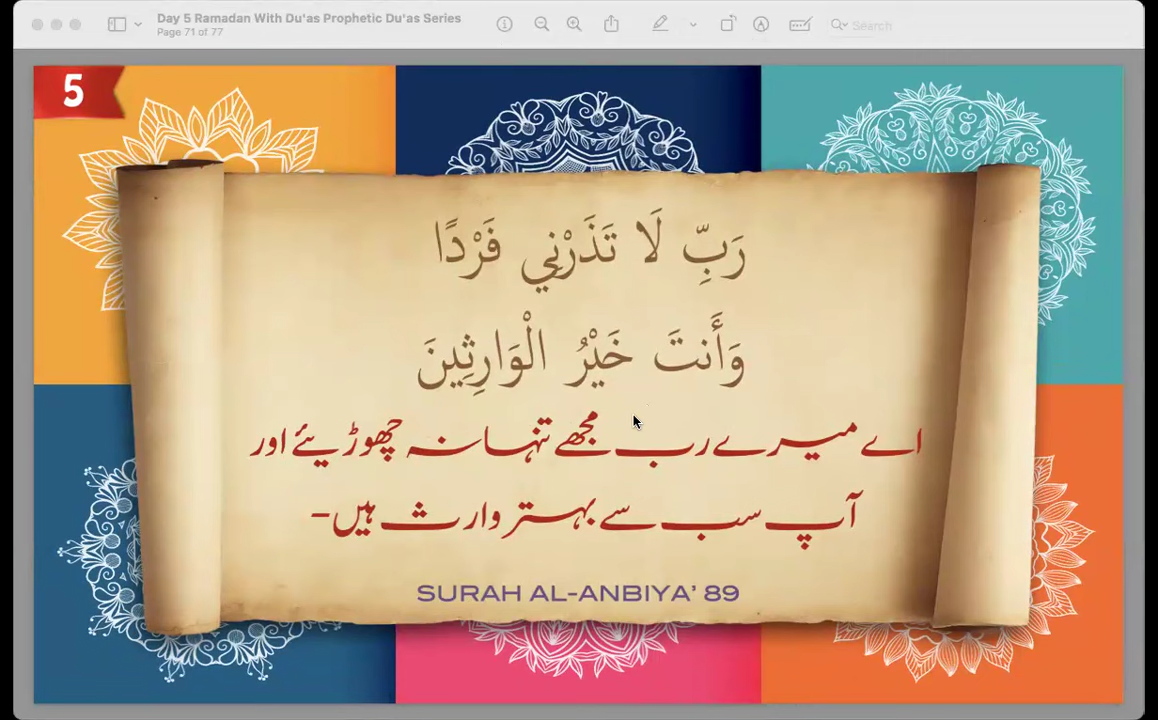 Day 5 Ramadan With Du'as Prophetic Du'as Series
Page 71 of 77
Search
5
رَبِّ لَا تَذَرْنِي فَرْدًا
وَأَنتَ خَيْرُ الْوَارِثِينَ
اے میرے رب مجھے تنہا نہ چھوڑیئے اور
آپ سب سے بہتر وارث ہیں-
SURAH AL-ANBIYA' 89